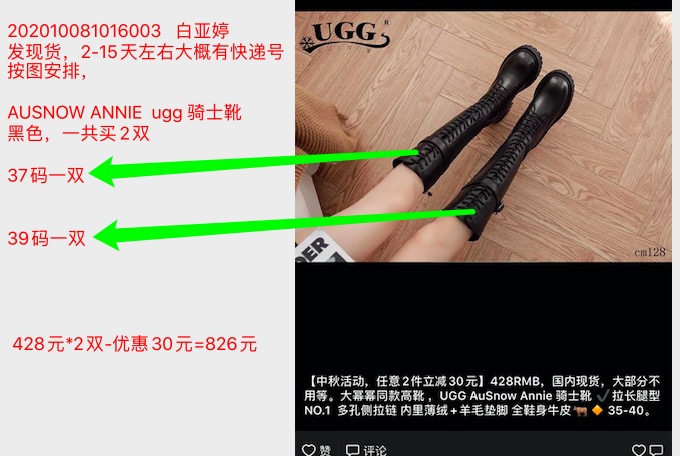 202010081016003 白亚婷
发现货，2-15天左右大概有快递号
按图安排，
AUSNOW ANNIE ugg 骑士靴
黑色，一共买2双
37码一双
39码一双
428元*2双-优惠30元=826元
UGG R
DER
cm128
【中秋活动，任意2件立减30元】428RMB，国内现货，大部分不
用等。大幂幂同款高靴 ，UGG AuSnow Annie 骑士靴 ✔️拉长腿型
NO.1 多孔侧拉链 内里薄绒+羊毛垫脚 全鞋身牛皮🐂🔶35-40。
赞 评论